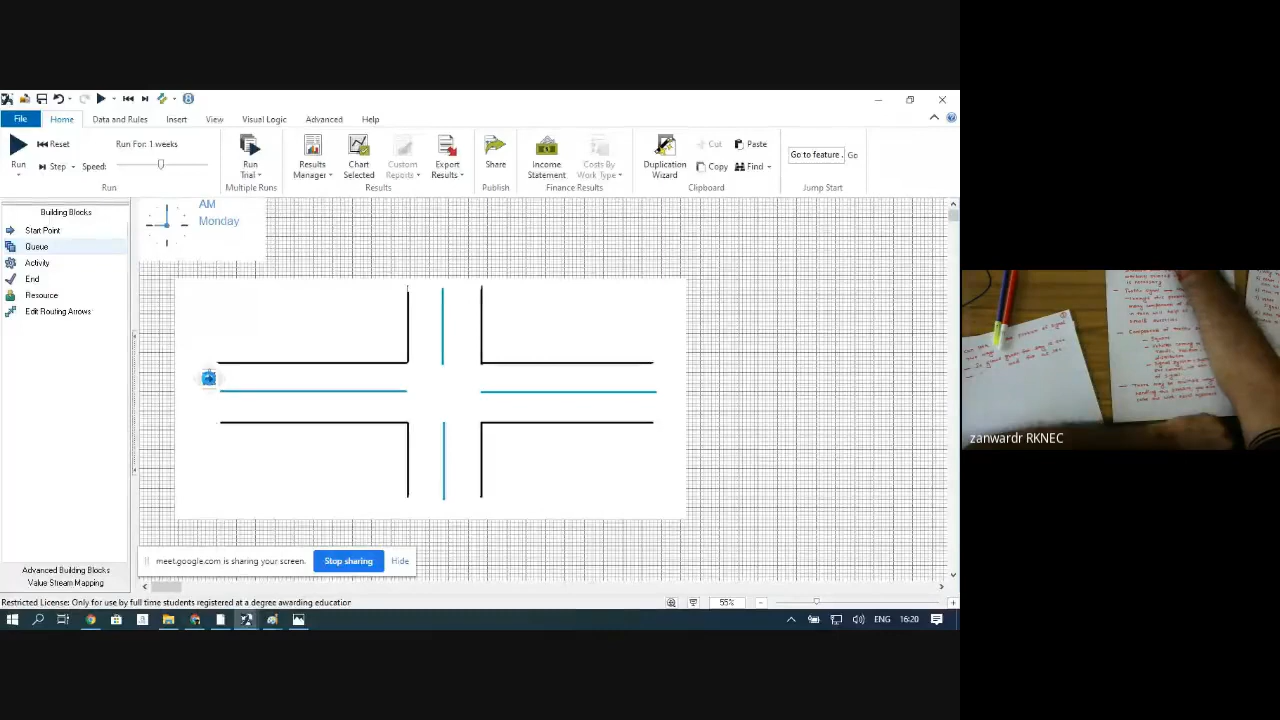 File
Home
Data and Rules
Insert
View
Visual Logic
Advanced
Help
Run
Reset
Step
Speed:
Run For: 1 weeks
Run
Run
Trial
Multiple Runs
Results
Manager
Chart
Selected
Custom
Reports
Export
Results
Results
Share
Publish
Income
Statement
Costs By
Work Type
Finance Results
Duplication
Wizard
Cut
Copy
Paste
Find
Clipboard
Go to feature
Go
Jump Start
Building Blocks
Start Point
Queue
Activity
End
Resource
Edit Routing Arrows
Advanced Building Blocks
Value Stream Mapping
AM
Monday
meet.google.com is sharing your screen.
Stop sharing
Hide
Restricted License: Only for use by full time students registered at a degree awarding education
55%
ENG
16:20
zanwardr RKNEC